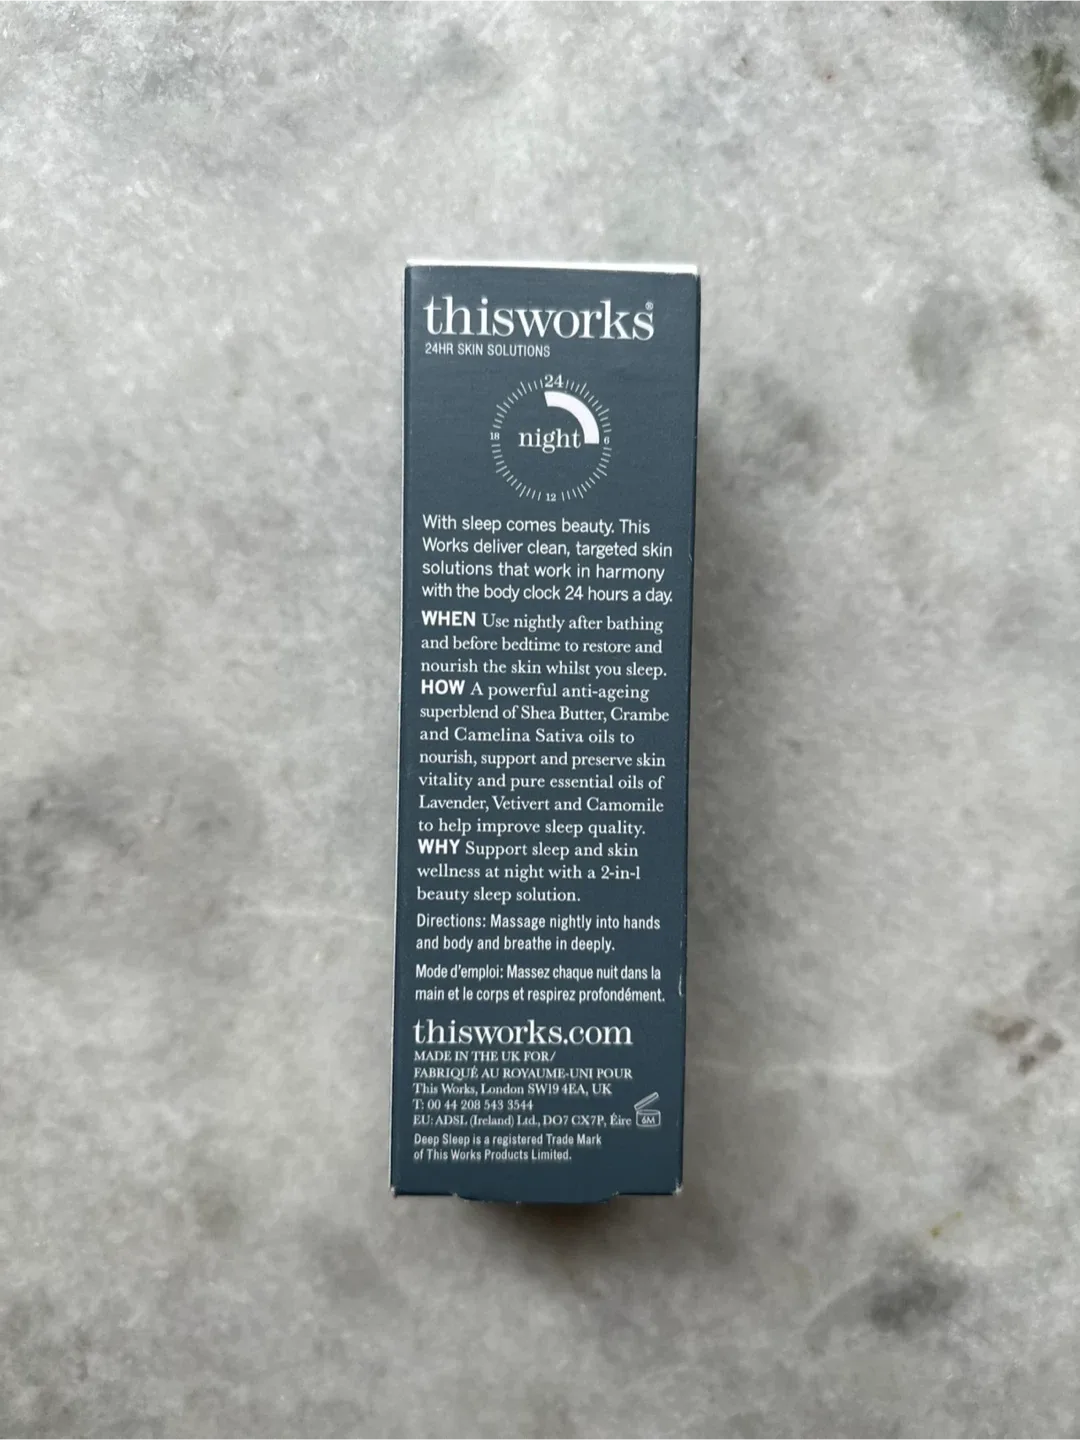 thisworks®
24HR SKIN SOLUTIONS
24
18 night 6
12
With sleep comes beauty. This
Works deliver clean, targeted skin
solutions that work in harmony
with the body clock 24 hours a day.
WHEN Use nightly after bathing
and before bedtime to restore and
nourish the skin whilst you sleep.
HOW A powerful anti-ageing
superblend of Shea Butter, Crambe
and Camelina Sativa oils to
nourish, support and preserve skin
vitality and pure essential oils of
Lavender, Vetivert and Camomile
to help improve sleep quality.
WHY Support sleep and skin
wellness at night with a 2-in-1
beauty sleep solution.
Directions: Massage nightly into hands
and body and breathe in deeply.
Mode d'emploi: Massez chaque nuit dans la
main et le corps et respirez profondément.
thisworks.com
MADE IN THE UK FOR/
FABRIQUÉ AU ROYAUME-UNI POUR
This Works, London SW19 4EA, UK
T: 00 44 208 543 3544
EU: ADSL (Ireland) Ltd., DO7 CX7P, Éire 6M
Deep Sleep is a registered Trade Mark
of This Works Products Limited.